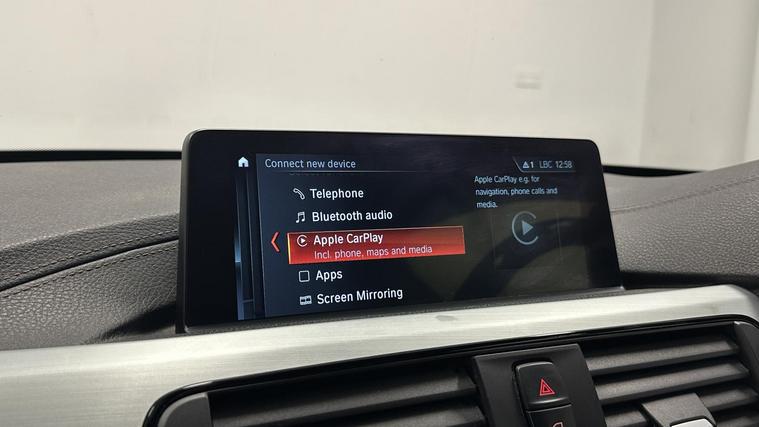 Connect new device
1 LBC 12:58
Telephone
Bluetooth audio
Apple CarPlay
Incl. phone, maps and media
Apps
Screen Mirroring
Apple CarPlay e.g. for
navigation, phone calls and
media.